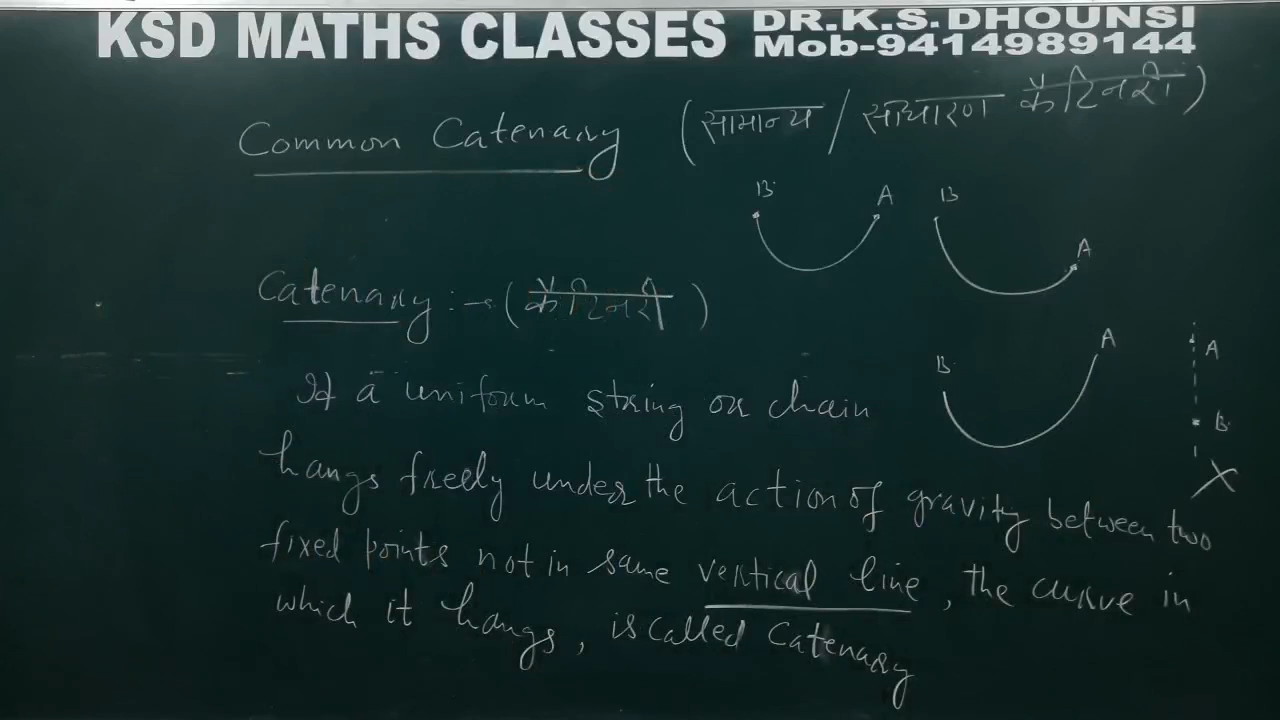 KSD MATHS CLASSES DR.K.S.DHOUNSI
Mob-9414989144
Common Catenary (सामान्य / साधारण कैटिनरी)
B A B A
Catenary :→ (कैटिनरी)
B A A B X
If a uniform string or chain
hangs freely under the action of gravity between two
fixed points not in same vertical line, the curve in
which it hangs, is called Catenary